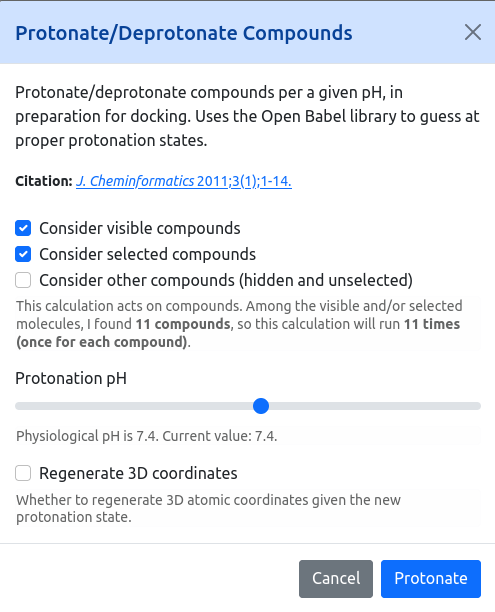 Protonate/Deprotonate Compounds
Protonate/deprotonate compounds per a given pH, in
preparation for docking. Uses the Open Babel library to guess at
proper protonation states.
Citation: J. Cheminformatics 2011;3(1);1-14.
Consider visible compounds
Consider selected compounds
Consider other compounds (hidden and unselected)
This calculation acts on compounds. Among the visible and/or selected
molecules, I found 11 compounds, so this calculation will run 11 times
(once for each compound).
Protonation pH
Physiological pH is 7.4. Current value: 7.4.
Regenerate 3D coordinates
Whether to regenerate 3D atomic coordinates given the new
protonation state.
Cancel Protonate